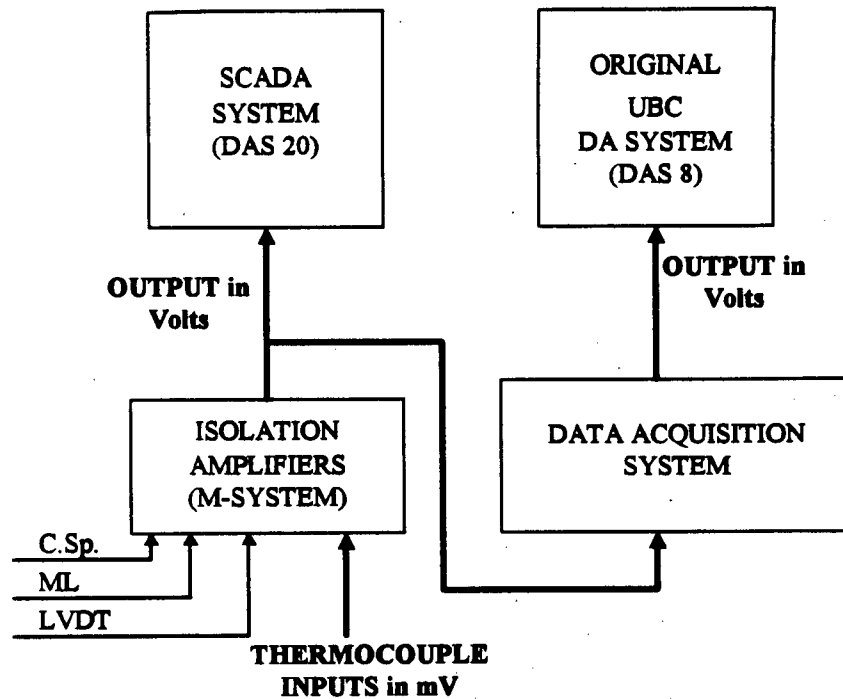 SCADA
SYSTEM
(DAS 20)
ORIGINAL
UBC
DA SYSTEM
(DAS 8)
OUTPUT in
Volts
OUTPUT in
Volts
ISOLATION
AMPLIFIERS
(M-SYSTEM)
DATA ACQUISITION
SYSTEM
C.Sp.
ML
LVDT
THERMOCOUPLE
INPUTS in mV